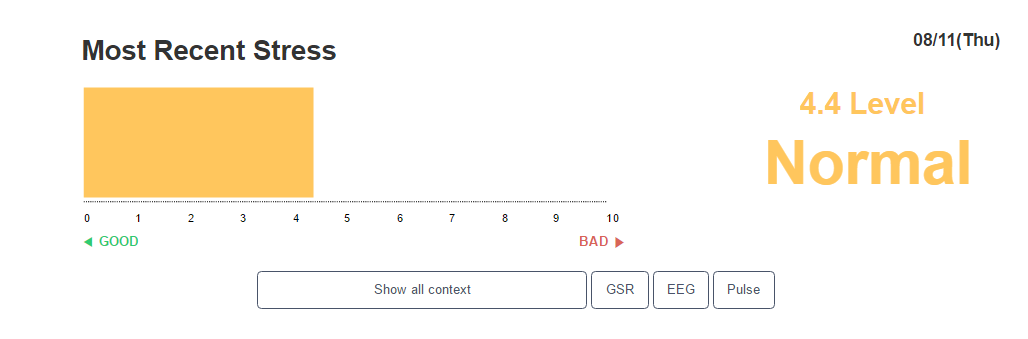 Most Recent Stress
08/11(Thu)
4.4 Level
Normal
0 1 2 3 4 5 6 7 8 9 10
◀ GOOD BAD ▶
Show all context GSR EEG Pulse